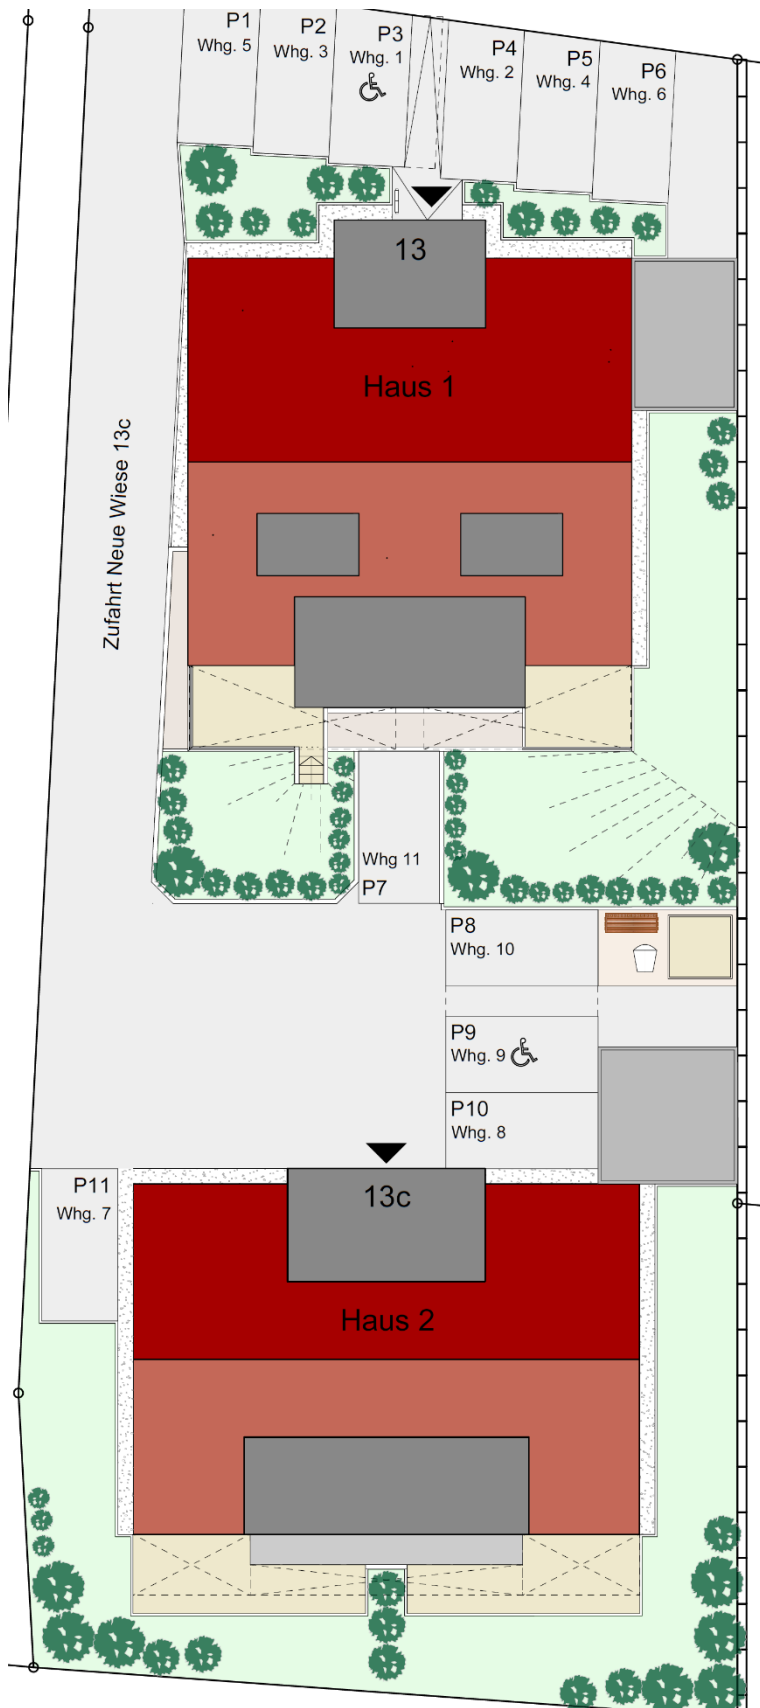 P1
Whg. 5
P2
Whg. 3
P3
Whg. 1
P4
Whg. 2
P5
Whg. 4
P6
Whg. 6
13
Haus 1
Zufahrt Neue Wiese 13c
Whg 11
P7
P8
Whg. 10
P9
Whg. 9
P10
Whg. 8
P11
Whg. 7
13c
Haus 2